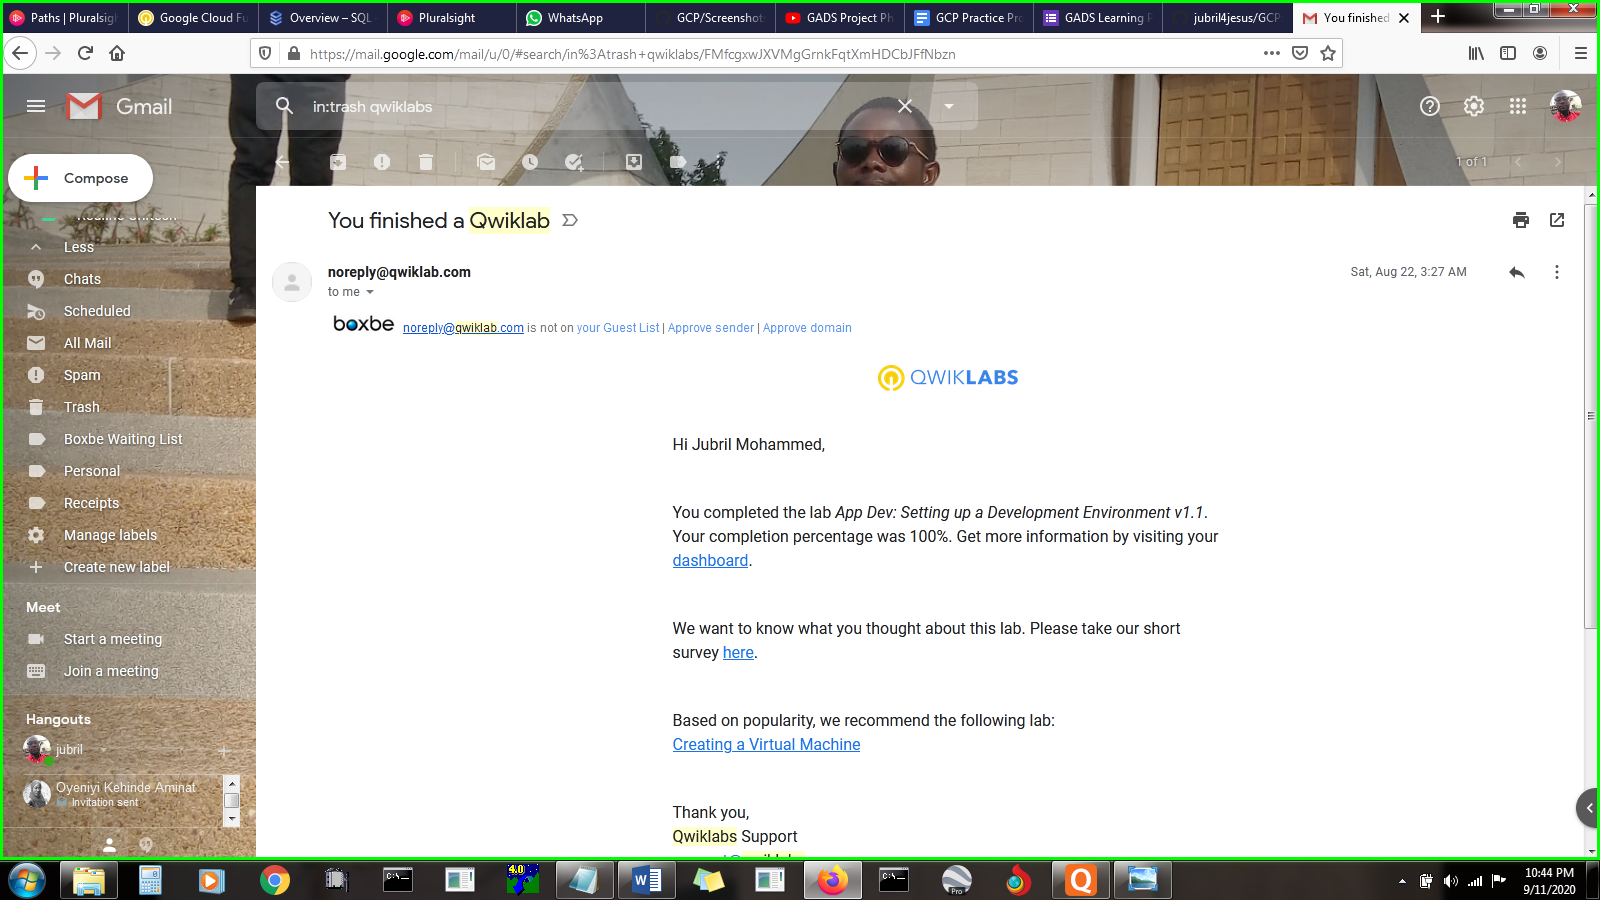 Paths | Pluralsigh
Google Cloud Fu
Overview – SQL
Pluralsight
WhatsApp
GCP/Screenshot
GADS Project Ph
GCP Practice Pro
GADS Learning P
jubril4jesus/GCP
You finished
https://mail.google.com/mail/u/0/#search/in%3Atrash+qwiklabs/FMfcgxwJXVMgGrnkFqtXmHDCbJFfNbzn
Gmail
in:trash qwiklabs
1 of 1
Compose
Less
Chats
Scheduled
All Mail
Spam
Trash
Boxbe Waiting List
Personal
Receipts
Manage labels
Create new label
Meet
Start a meeting
Join a meeting
Hangouts
jubril
Oyeniyi Kehinde Aminat
Invitation sent
You finished a Qwiklab
noreply@qwiklab.com
Sat, Aug 22, 3:27 AM
to me
boxbe noreply@qwiklab.com is not on your Guest List | Approve sender | Approve domain
QWIKLABS
Hi Jubril Mohammed,
You completed the lab App Dev: Setting up a Development Environment v1.1.
Your completion percentage was 100%. Get more information by visiting your
dashboard.
We want to know what you thought about this lab. Please take our short
survey here.
Based on popularity, we recommend the following lab:
Creating a Virtual Machine
Thank you,
Qwiklabs Support
4.0
C:\
Pro
10:44 PM
9/11/2020